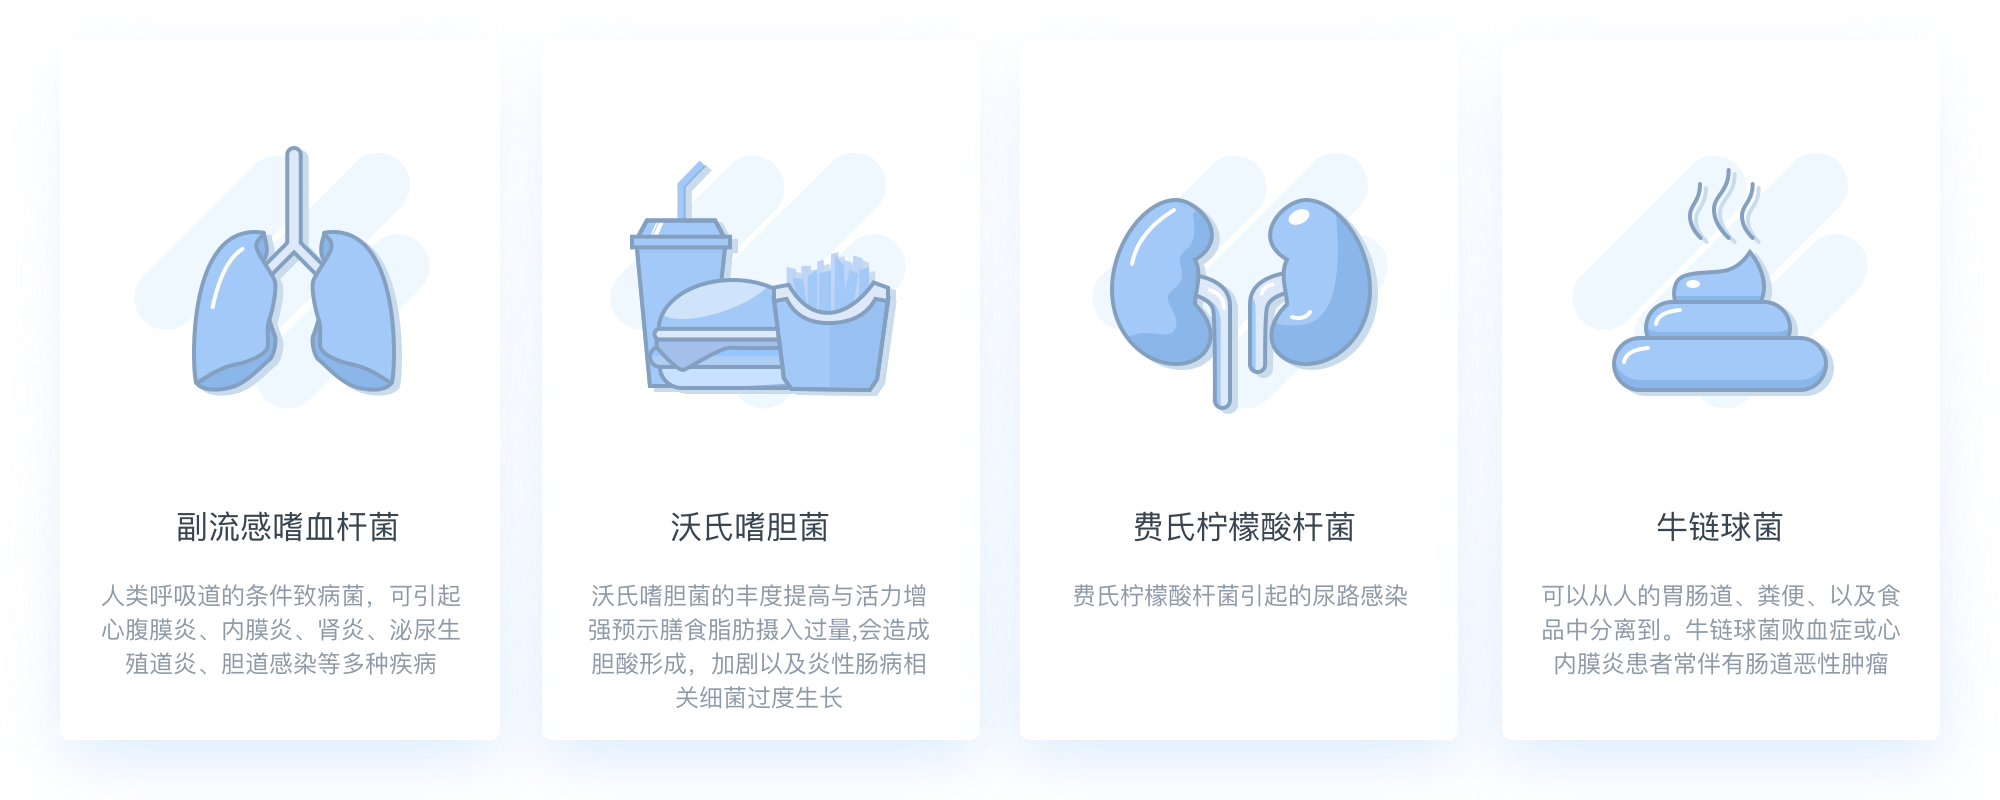 副流感嗜血杆菌
人类呼吸道的条件致病菌，可引起
心腹膜炎、内膜炎、肾炎、泌尿生
殖道炎、胆道感染等多种疾病
沃氏嗜胆菌
沃氏嗜胆菌的丰度提高与活力增
强预示膳食脂肪摄入过量,会造成
胆酸形成，加剧以及炎性肠病相
关细菌过度生长
费氏柠檬酸杆菌
费氏柠檬酸杆菌引起的尿路感染
牛链球菌
可以从人的胃肠道、粪便、以及食
品中分离到。牛链球菌败血症或心
内膜炎患者常伴有肠道恶性肿瘤